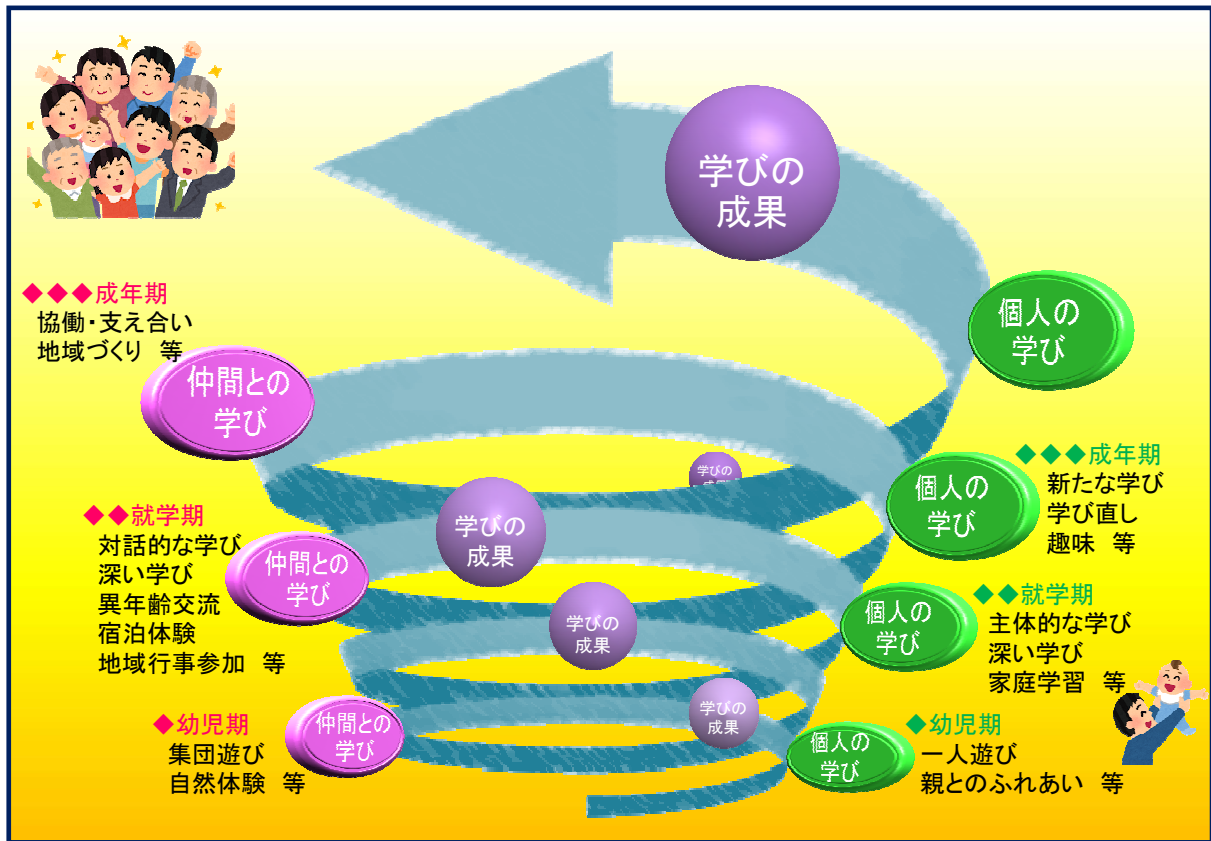 学びの
成果
個人の
学び
◆◆◆成年期
協働・支え合い
地域づくり 等
仲間との
学び
学びの
成果
個人の
学び
◆◆◆成年期
新たな学び
学び直し
趣味 等
学びの
成果
◆◆就学期
対話的な学び
深い学び
異年齢交流
宿泊体験
地域行事参加 等
仲間との
学び
学びの
成果
個人の
学び
◆◆就学期
主体的な学び
深い学び
家庭学習 等
学びの
成果
◆幼児期
集団遊び
自然体験 等
仲間との
学び
個人の
学び
◆幼児期
一人遊び
親とのふれあい 等